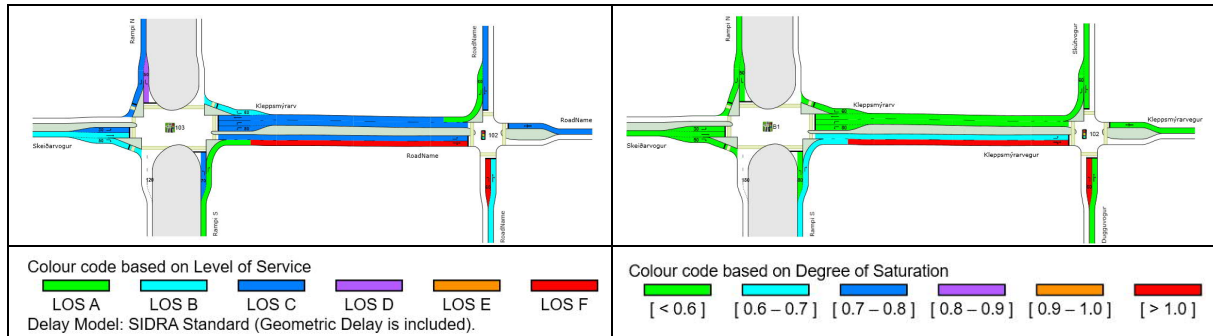 Rampi N
RoadName
Kleppsmýrarv
103
102
RoadName
Skeiðarvogur
RoadName
120
Rampi S
RoadName
Colour code based on Level of Service
LOS A LOS B LOS C LOS D LOS E LOS F
Delay Model: SIDRA Standard (Geometric Delay is included).
Rampi N
Skútvogur
Kleppsmýrarv
Kleppsmýrarvegur
B1
102
Skeiðarvogur
Kleppsmýrarvegur
180
Rampi S
Dugguvogur
Colour code based on Degree of Saturation
[ < 0.6 ] [ 0.6 – 0.7 ] [ 0.7 – 0.8 ] [ 0.8 – 0.9 ] [ 0.9 – 1.0 ] [ > 1.0 ]